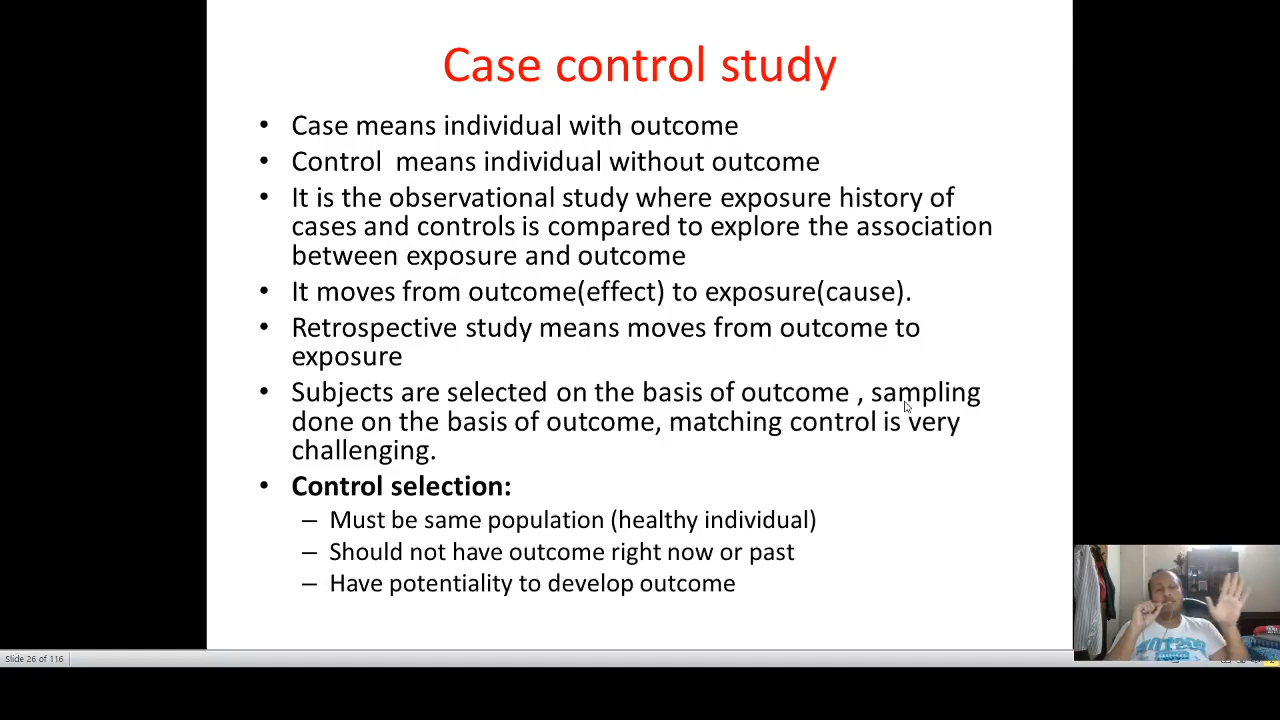 Case control study
• Case means individual with outcome
• Control  means individual without outcome
• It is the observational study where exposure history of
cases and controls is compared to explore the association
between exposure and outcome
• It moves from outcome(effect) to exposure(cause).
• Retrospective study means moves from outcome to
exposure
• Subjects are selected on the basis of outcome , sampling
done on the basis of outcome, matching control is very
challenging.
• Control selection:
– Must be same population (healthy individual)
– Should not have outcome right now or past
– Have potentiality to develop outcome
Slide 26 of 116